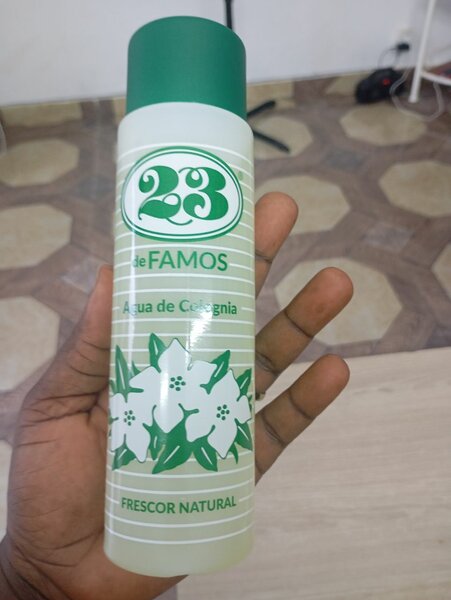 23
de FAMOS
Agua de Colognia
FRESCOR NATURAL